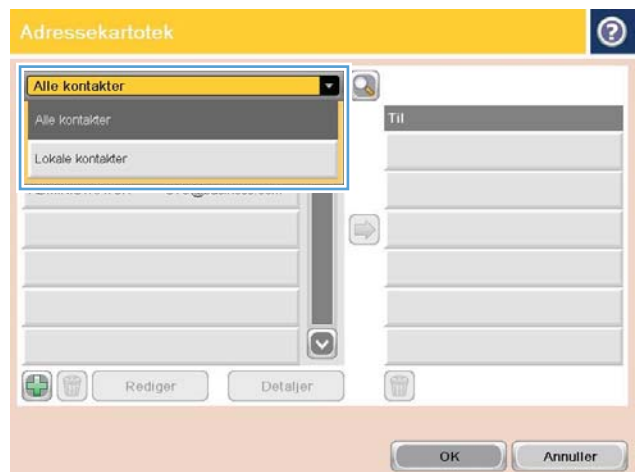 Adressekartotek
Alle kontakter
Alle kontakter
Lokale kontakter
Til
Rediger
Detaljer
OK
Annuller